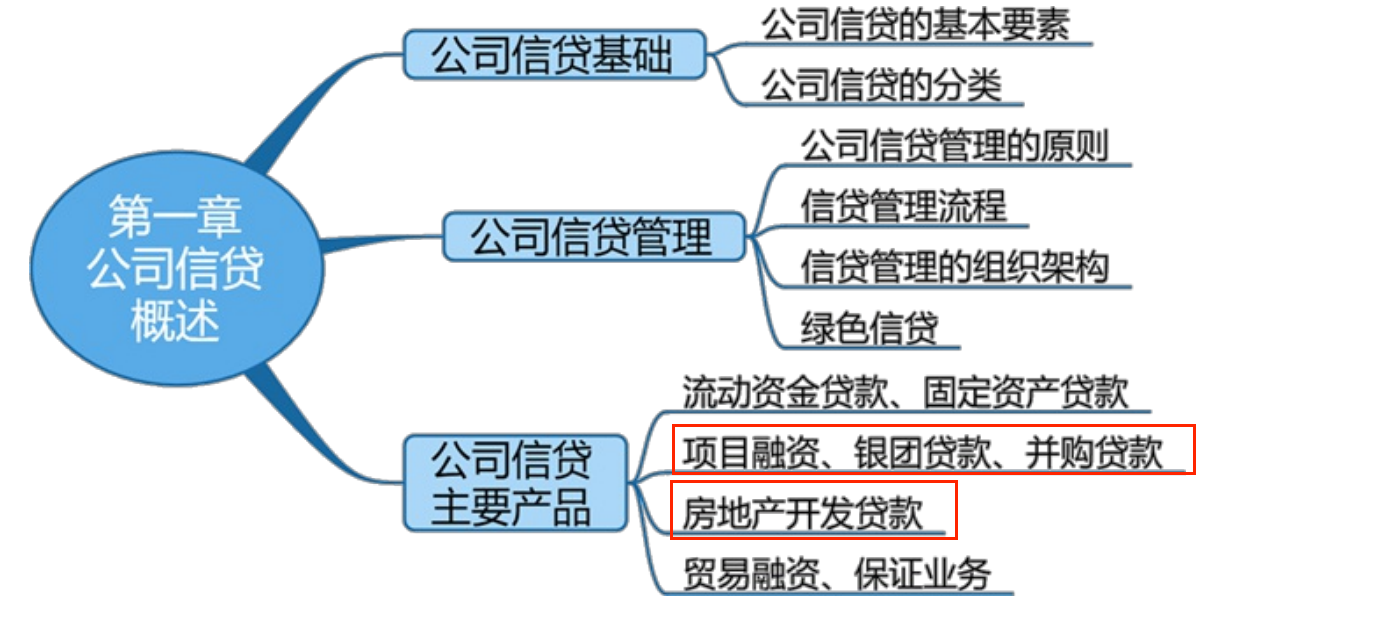 第一章
公司信贷
概述
公司信贷基础
公司信贷的基本要素
公司信贷的分类
公司信贷管理
公司信贷管理的原则
信贷管理流程
信贷管理的组织架构
绿色信贷
公司信贷
主要产品
流动资金贷款、固定资产贷款
项目融资、银团贷款、并购贷款
房地产开发贷款
贸易融资、保证业务